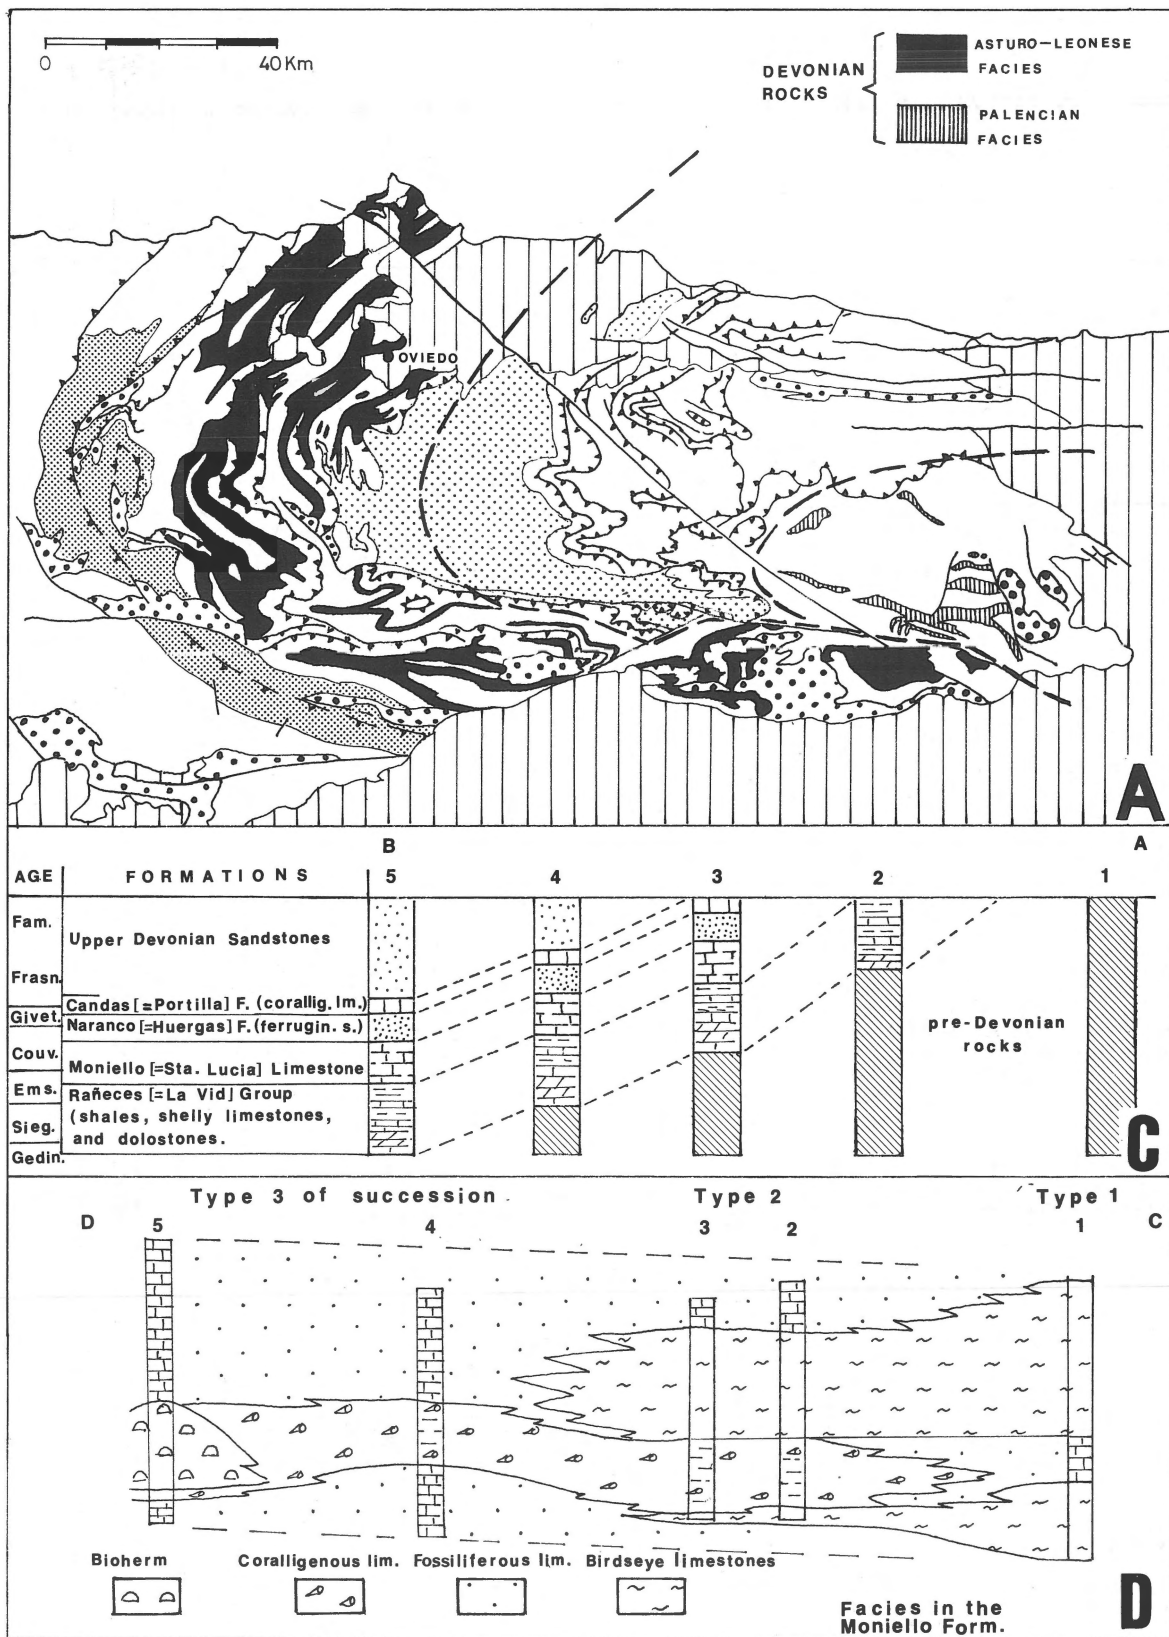 0 40 Km
DEVONIAN ROCKS
ASTURO-LEONESE FACIES
PALENCIAN FACIES
OVIEDO
A
B A
AGE FORMATIONS 5 4 3 2 1
Fam.
Upper Devonian Sandstones
Frasn.
Candas [=Portilla] F. (corallig. lm.)
Givet.
Naranco [=Huergas] F. (ferrugin. s.)
Couv.
Moniello [=Sta. Lucia] Limestone
Ems.
Rañeces [=La Vid] Group
(shales, shelly limestones,
Sieg.
and dolostones.
Gedin.
pre-Devonian
rocks
C
Type 3 of succession Type 2 Type 1
D 5 4 3 2 1 C
Bioherm Coralligenous lim. Fossiliferous lim. Birdseye limestones
Facies in the
Moniello Form.
D